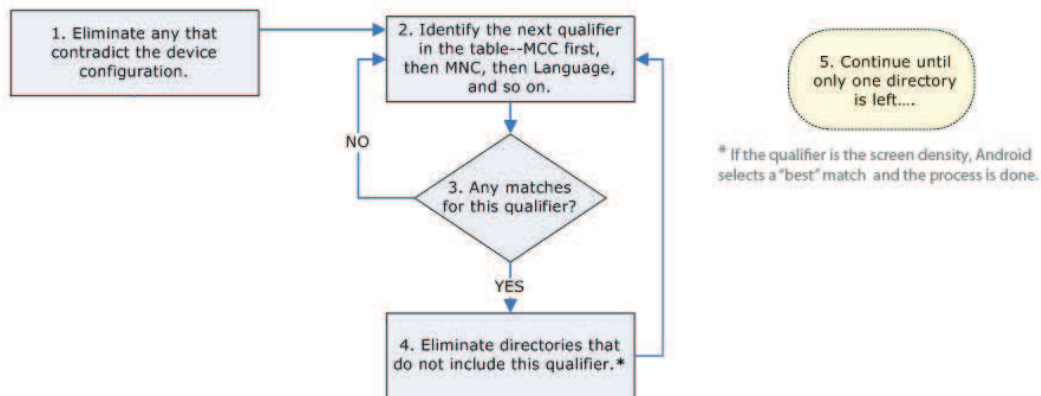 1. Eliminate any that
contradict the device
configuration.
2. Identify the next qualifier
in the table--MCC first,
then MNC, then Language,
and so on.
NO
3. Any matches
for this qualifier?
YES
4. Eliminate directories that
do not include this qualifier.*
5. Continue until
only one directory
is left....
* If the qualifier is the screen density, Android
selects a "best" match and the process is done.